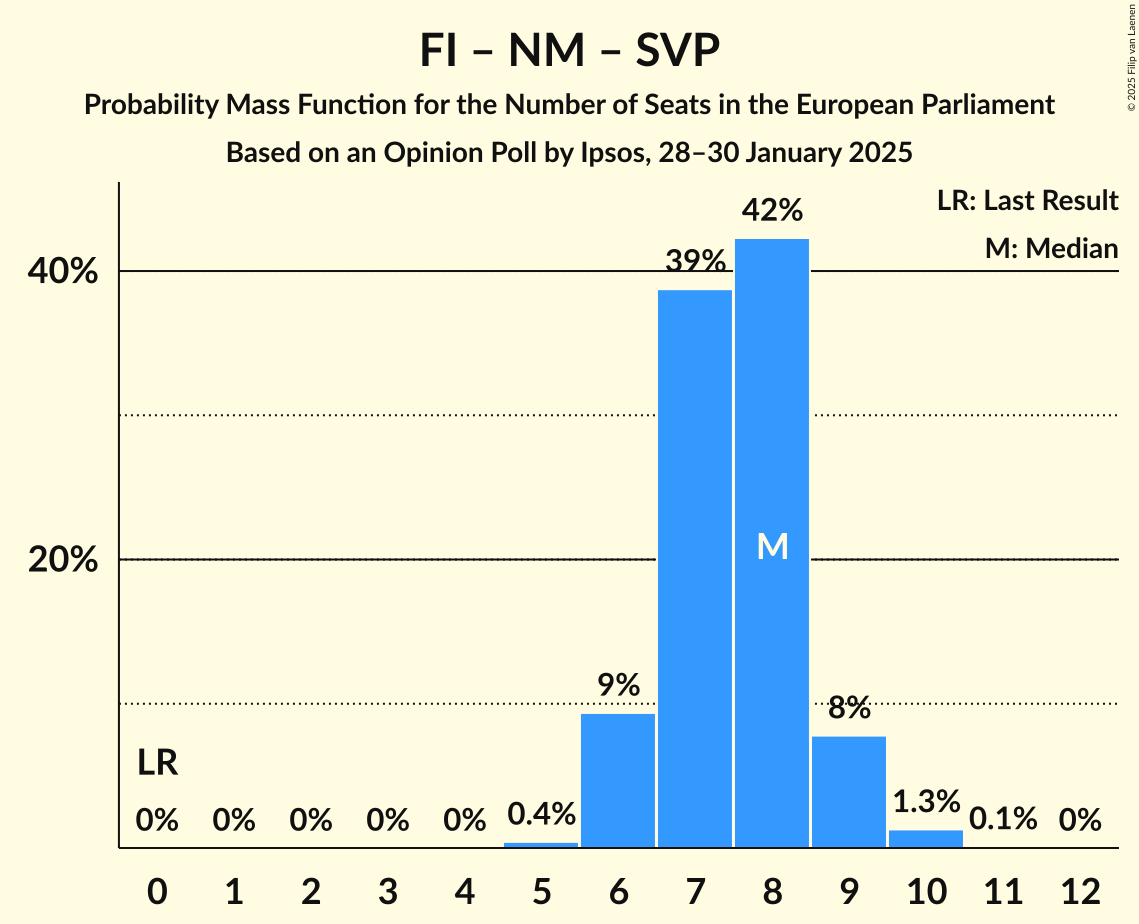 FI – NM – SVP
Probability Mass Function for the Number of Seats in the European Parliament
Based on an Opinion Poll by Ipsos, 28–30 January 2025
© 2025 Filip van Laenen
LR: Last Result
M: Median
42%
39%
40%
M
20%
9%
8%
LR
0% 0% 0% 0% 0% 0.4% 1.3% 0.1% 0%
0 1 2 3 4 5 6 7 8 9 10 11 12